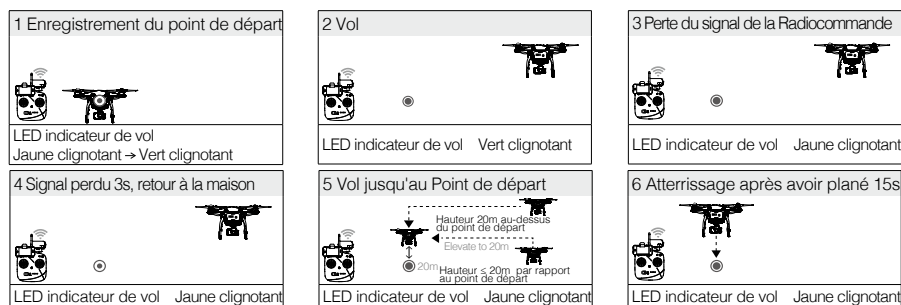 1 Enregistrement du point de départ
LED indicateur de vol
Jaune clignotant → Vert clignotant
2 Vol
LED indicateur de vol Vert clignotant
3 Perte du signal de la Radiocommande
LED indicateur de vol Jaune clignotant
4 Signal perdu 3s, retour à la maison
LED indicateur de vol Jaune clignotant
5 Vol jusqu'au Point de départ
Hauteur 20m au-dessus
du point de départ
Elevate to 20m
20m
Hauteur ≤ 20m par rapport
au point de départ
LED indicateur de vol Jaune clignotant
6 Atterrissage après avoir plané 15s
LED indicateur de vol Jaune clignotant